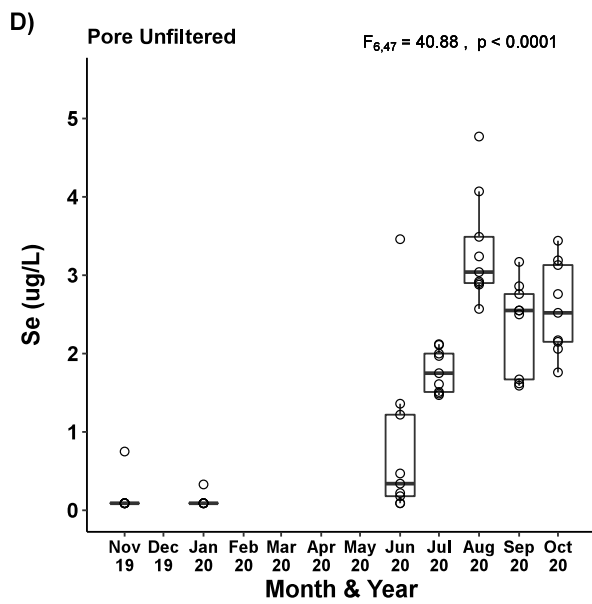 D)
Pore Unfiltered
F6,47 = 40.88 , p < 0.0001
Se (ug/L)
5
4
3
2
1
0
Nov Dec Jan Feb Mar Apr May Jun Jul Aug Sep Oct
19 19 20 20 20 20 20 20 20 20 20 20
Month & Year